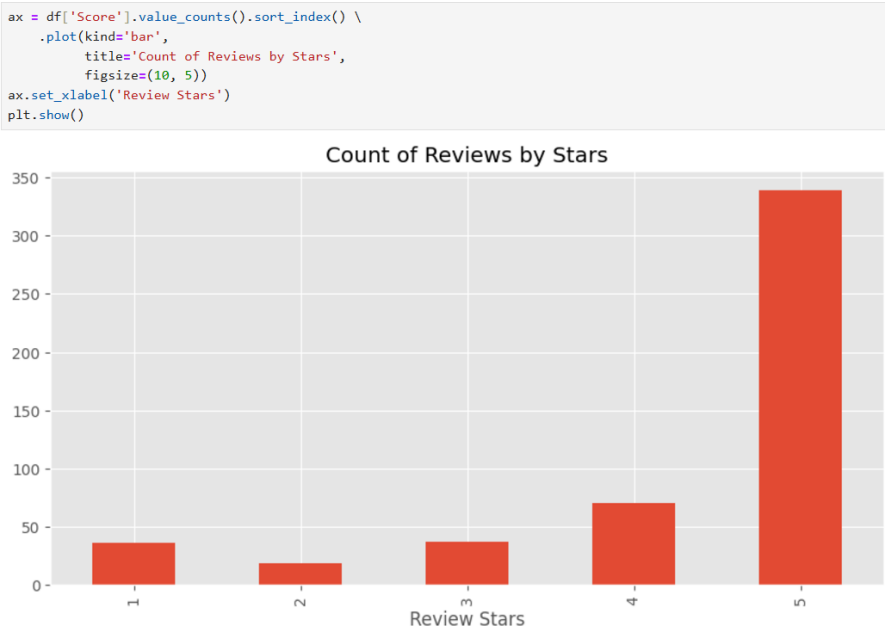 ax = df['Score'].value_counts().sort_index() \
    .plot(kind='bar',
          title='Count of Reviews by Stars',
          figsize=(10, 5))
ax.set_xlabel('Review Stars')
plt.show()
Count of Reviews by Stars
350
300
250
200
150
100
50
0
1 2 3 4 5
Review Stars